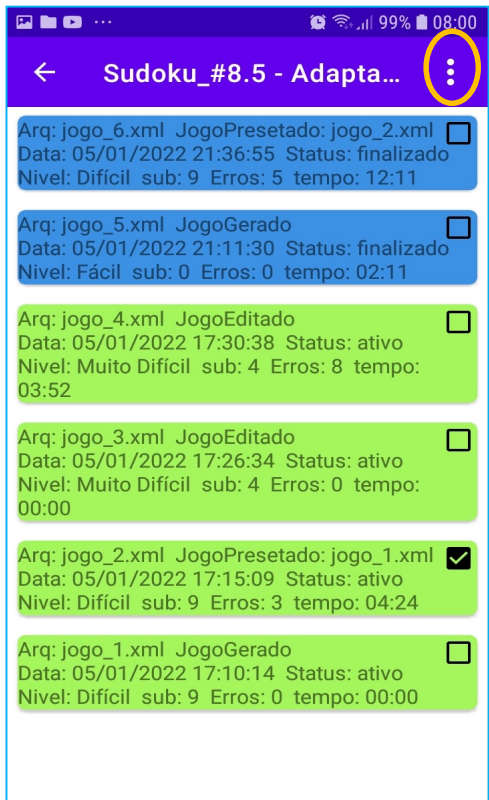 99% 08:00
Sudoku_#8.5 - Adapta...
Arq: jogo_6.xml JogoPresetado: jogo_2.xml
Data: 05/01/2022 21:36:55 Status: finalizado
Nivel: Difícil sub: 9 Erros: 5 tempo: 12:11
Arq: jogo_5.xml JogoGerado
Data: 05/01/2022 21:11:30 Status: finalizado
Nivel: Fácil sub: 0 Erros: 0 tempo: 02:11
Arq: jogo_4.xml JogoEditado
Data: 05/01/2022 17:30:38 Status: ativo
Nivel: Muito Difícil sub: 4 Erros: 8 tempo:
03:52
Arq: jogo_3.xml JogoEditado
Data: 05/01/2022 17:26:34 Status: ativo
Nivel: Muito Difícil sub: 4 Erros: 0 tempo:
00:00
Arq: jogo_2.xml JogoPresetado: jogo_1.xml
Data: 05/01/2022 17:15:09 Status: ativo
Nivel: Difícil sub: 9 Erros: 3 tempo: 04:24
Arq: jogo_1.xml JogoGerado
Data: 05/01/2022 17:10:14 Status: ativo
Nivel: Difícil sub: 9 Erros: 0 tempo: 00:00